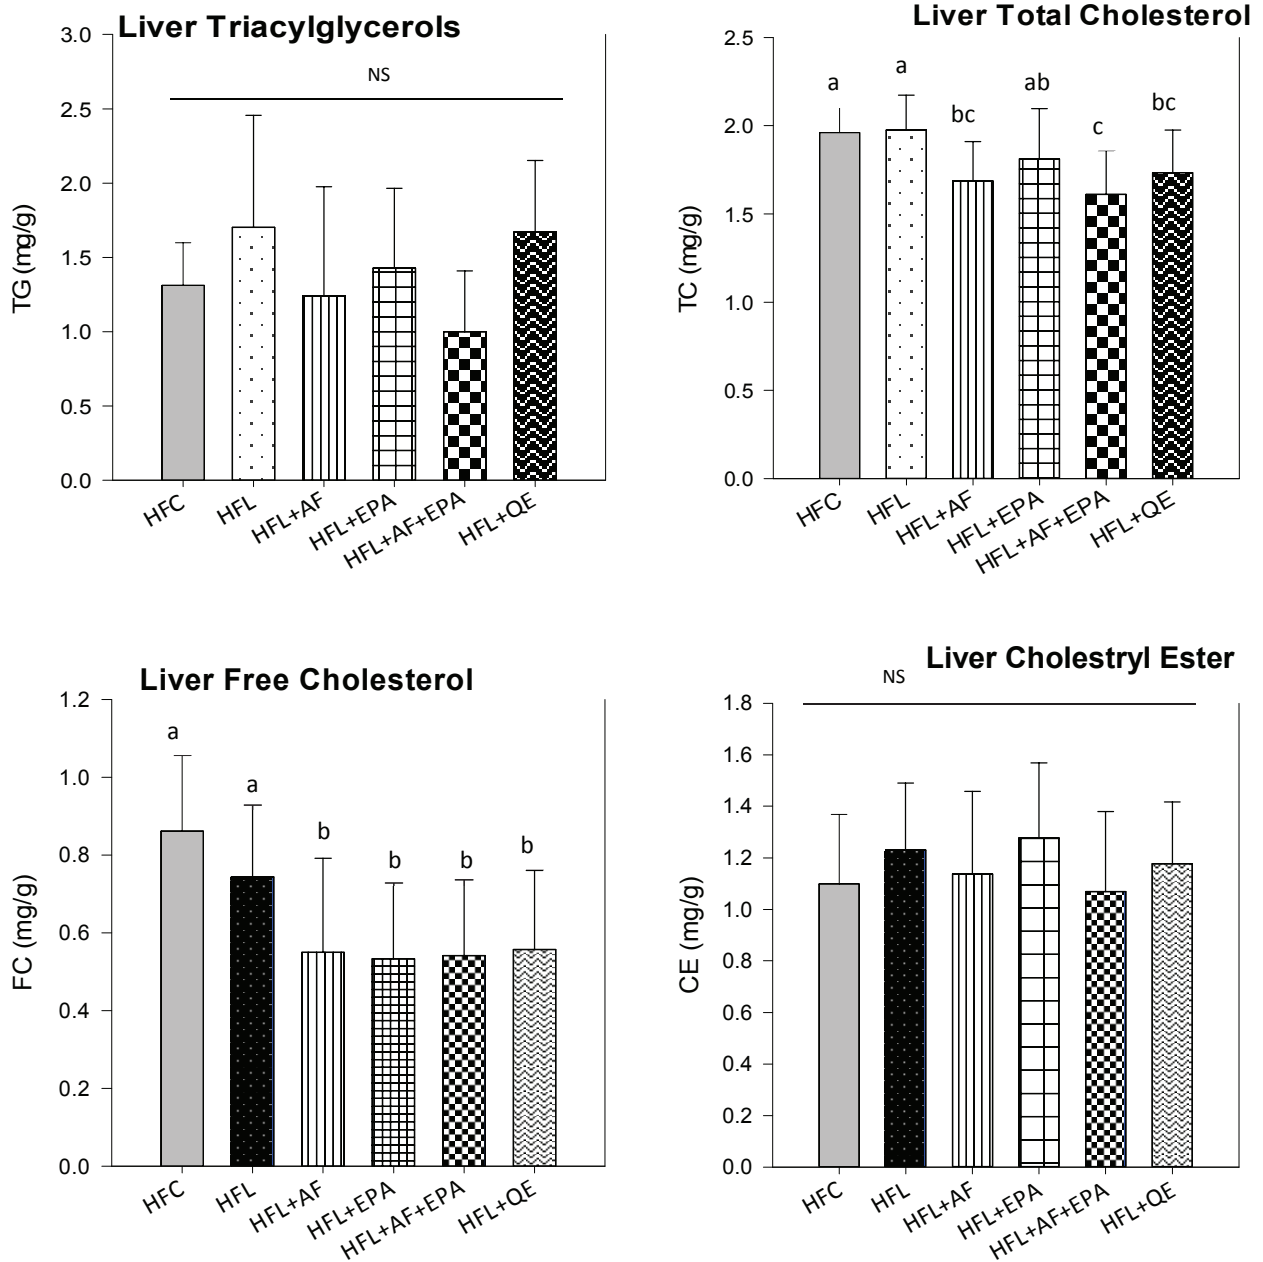 Liver Triacylglycerols
3.0
2.5
2.0
1.5
1.0
0.5
0.0
TG (mg/g)
NS
HFC
HFL
HFL+AF
HFL+EPA
HFL+AF+EPA
HFL+QE
Liver Total Cholesterol
2.5
2.0
1.5
1.0
0.5
0.0
TC (mg/g)
a
a
bc
ab
c
bc
HFC
HFL
HFL+AF
HFL+EPA
HFL+AF+EPA
HFL+QE
Liver Free Cholesterol
1.2
1.0
0.8
0.6
0.4
0.2
0.0
FC (mg/g)
a
a
b
b
b
b
HFC
HFL
HFL+AF
HFL+EPA
HFL+AF+EPA
HFL+QE
Liver Cholestryl Ester
NS
1.8
1.6
1.4
1.2
1.0
0.8
0.6
0.4
0.2
0.0
CE (mg/g)
HFC
HFL
HFL+AF
HFL+EPA
HFL+AF+EPA
HFL+QE